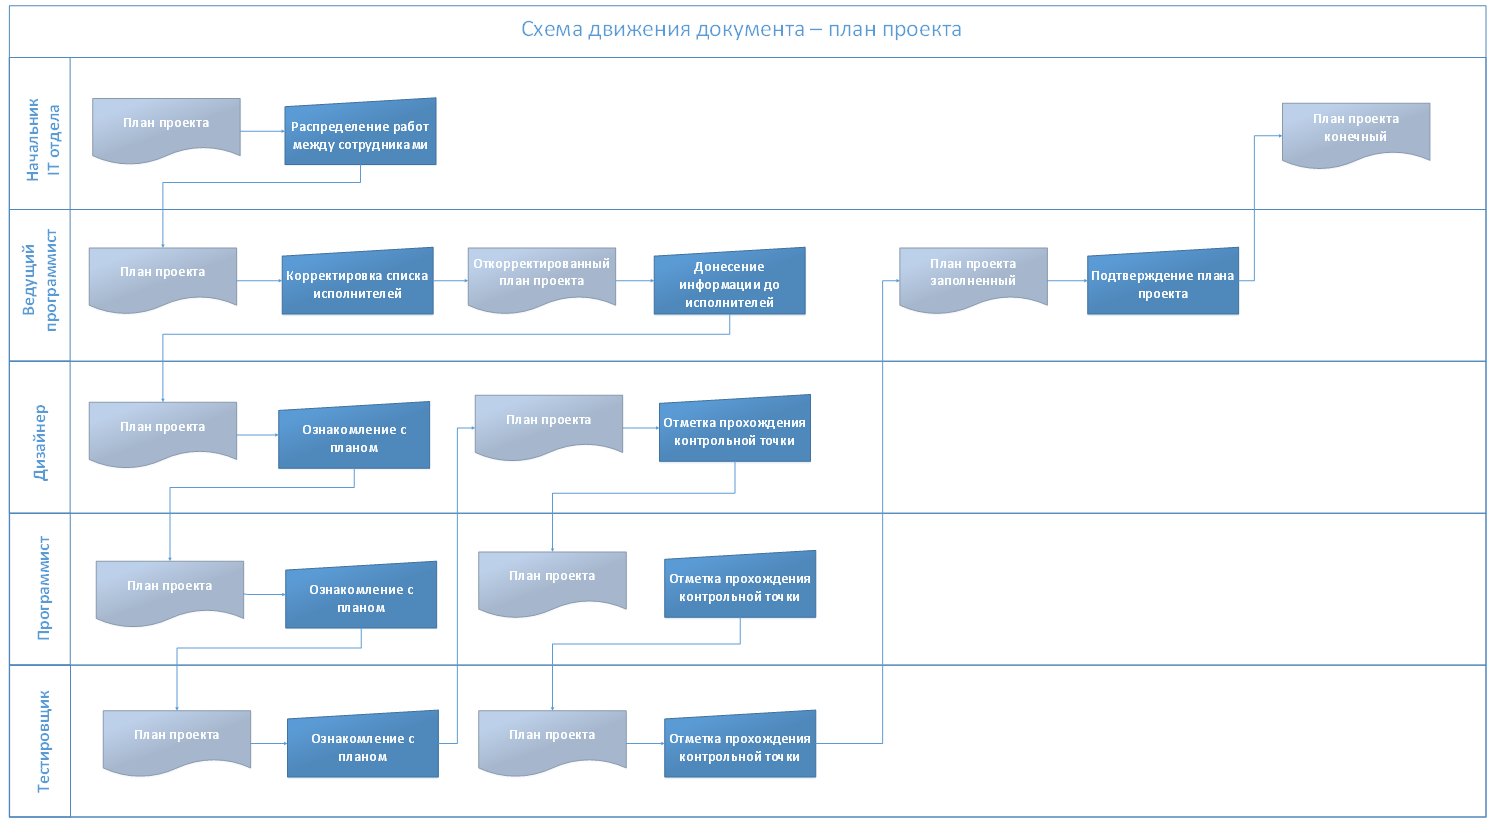 Схема движения документа – план проекта
Начальник
IT отдела
План проекта
Распределение работ
между сотрудниками
План проекта
конечный
Ведущий
программист
План проекта
Корректировка списка
исполнителей
Откорректированный
план проекта
Донесение
информации до
исполнителей
План проекта
заполненный
Подтверждение плана
проекта
Дизайнер
План проекта
Ознакомление с
планом
План проекта
Отметка прохождения
контрольной точки
Программист
План проекта
Ознакомление с
планом
План проекта
Отметка прохождения
контрольной точки
Тестировщик
План проекта
Ознакомление с
планом
План проекта
Отметка прохождения
контрольной точки